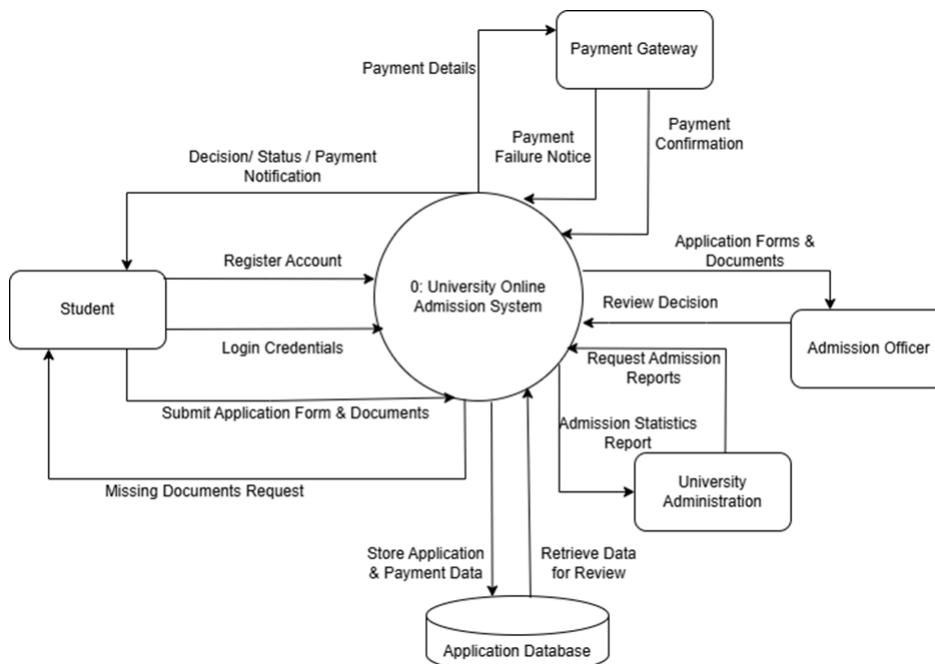 Payment Gateway
Payment Details
Payment
Failure Notice
Payment
Confirmation
Decision/ Status / Payment
Notification
Application Forms &
Documents
Register Account
0: University Online
Admission System
Student
Review Decision
Login Credentials
Admission Officer
Request Admission
Reports
Submit Application Form & Documents
Admission Statistics
Report
Missing Documents Request
University
Administration
Store Application
& Payment Data
Retrieve Data
for Review
Application Database